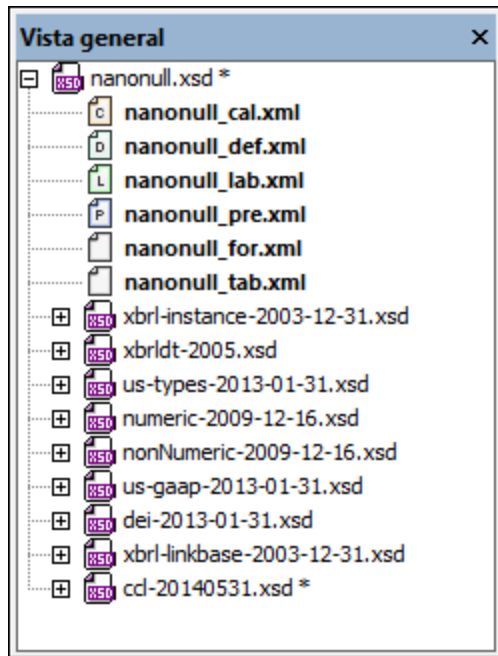 Vista general
nanonull.xsd *
nanonull_cal.xml
nanonull_def.xml
nanonull_lab.xml
nanonull_pre.xml
nanonull_for.xml
nanonull_tab.xml
xbrl-instance-2003-12-31.xsd
xbrldt-2005.xsd
us-types-2013-01-31.xsd
numeric-2009-12-16.xsd
nonNumeric-2009-12-16.xsd
us-gaap-2013-01-31.xsd
dei-2013-01-31.xsd
xbrl-linkbase-2003-12-31.xsd
ccl-20140531.xsd *